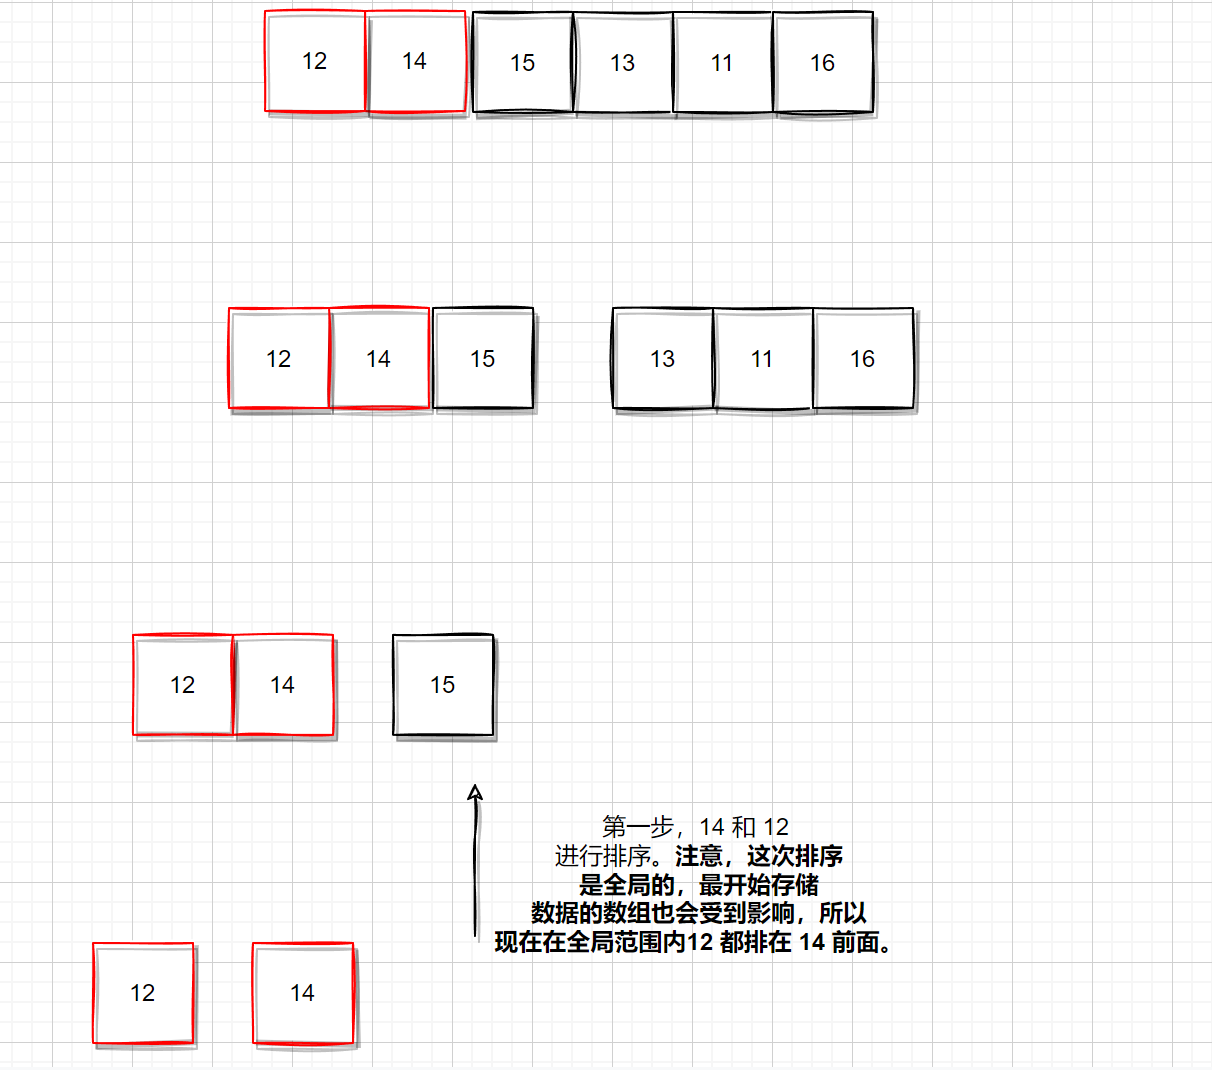 12 14 15 13 11 16
12 14 15 13 11 16
12 14 15
第一步，14 和 12
进行排序。注意，这次排序
是全局的，最开始存储
数据的数组也会受到影响，所以
现在在全局范围内12 都排在 14 前面。
12 14